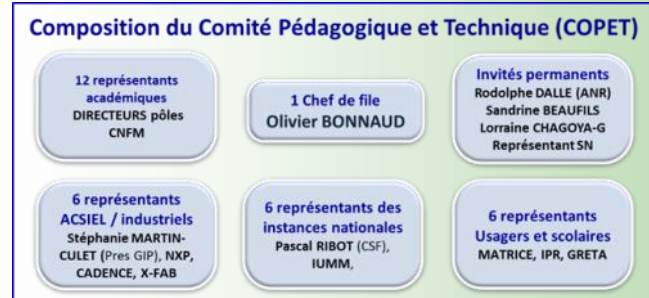 Composition du Comité Pédagogique et Technique (COPET)
12 représentants
académiques
DIRECTEURS pôles
CNFM
1 Chef de file
Olivier BONNAUD
Invités permanents
Rodolphe DALLE (ANR)
Sandrine BEAUFILS
Lorraine CHAGOYA-G
Représentant SN
6 représentants
ACSIEL / industriels
Stéphanie MARTIN-
CULET (Pres GIP), NXP,
CADENCE, X-FAB
6 représentants des
instances nationales
Pascal RIBOT (CSF),
IUMM,
6 représentants
Usagers et scolaires
MATRICE, IPR, GRETA